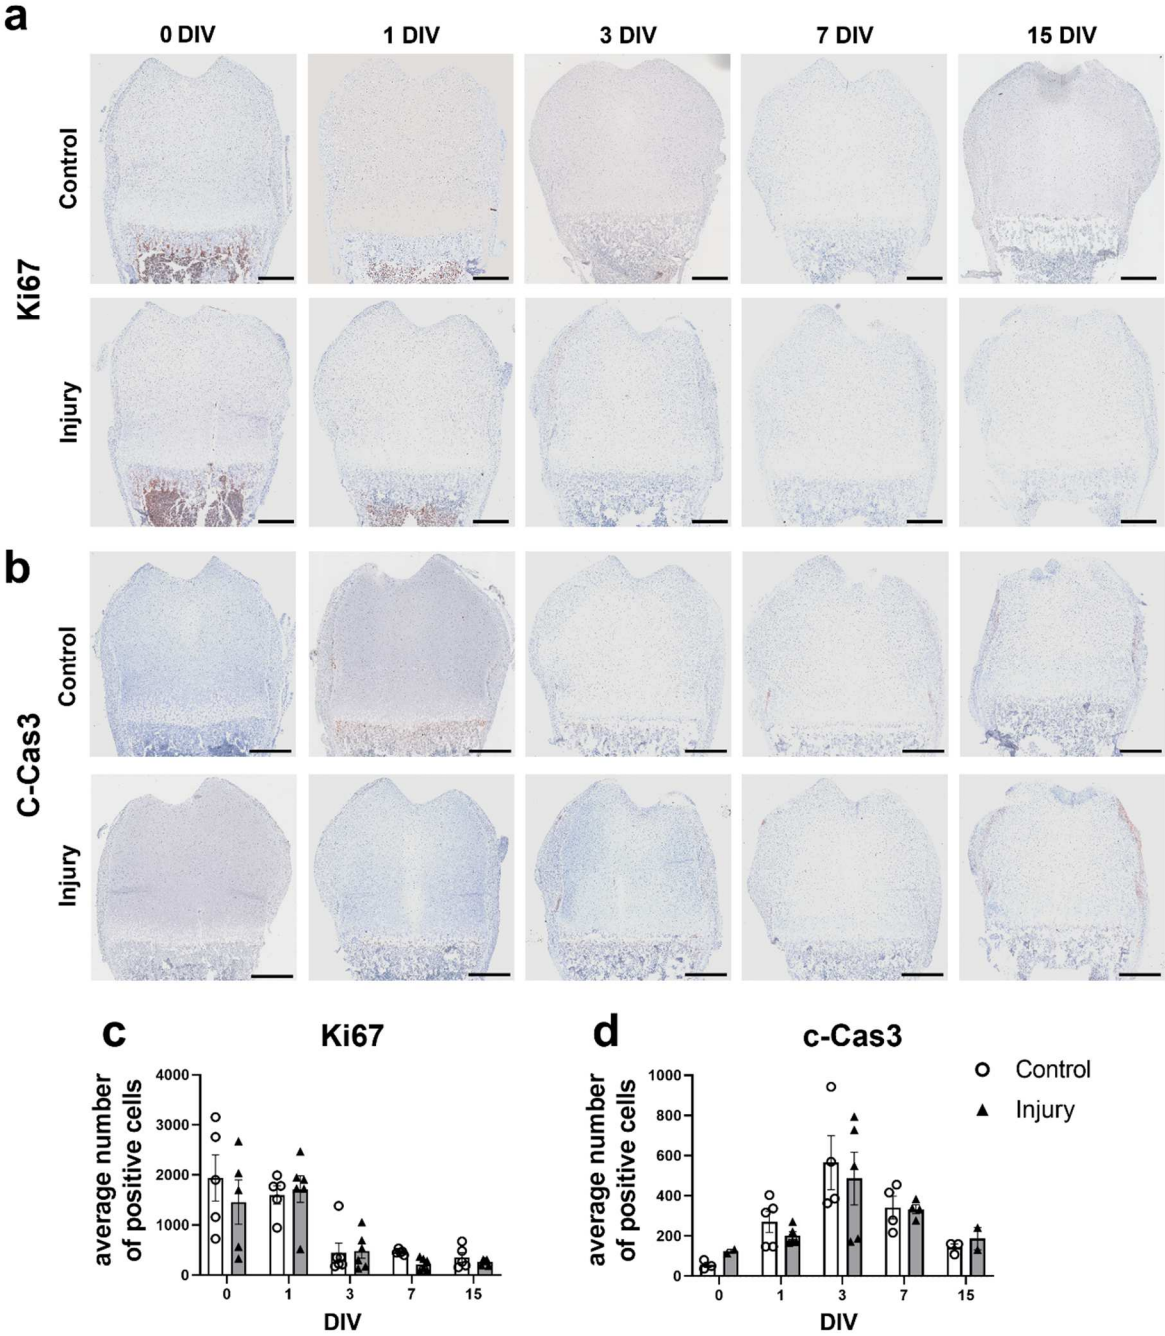 a
0 DIV 1 DIV 3 DIV 7 DIV 15 DIV
Ki67
Control
Injury
b
C-Cas3
Control
Injury
c
Ki67
average number
of positive cells
4000
3000
2000
1000
0
0 1 3 7 15
DIV
d
c-Cas3
average number
of positive cells
1000
800
600
400
200
0
0 1 3 7 15
DIV
Control
Injury